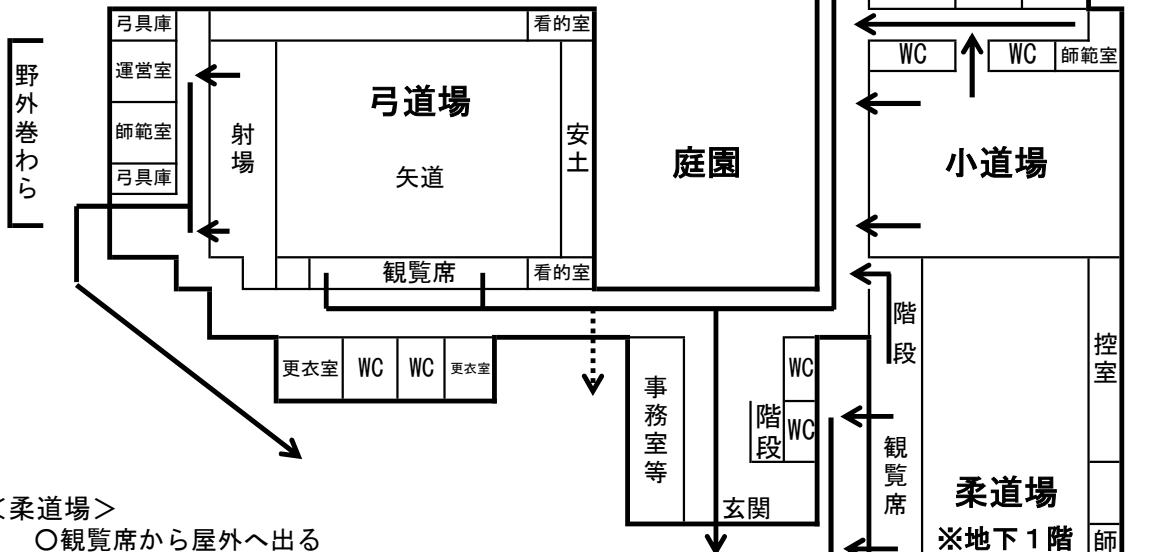 弓具庫
運営室
師範室
弓具庫
野外巻わら
射場
弓道場
矢道
安土
看的室
観覧席
看的室
庭園
WC
WC
師範室
小道場
階段
控室
更衣室
WC
WC
更衣室
事務室等
WC
階段
WC
玄関
観覧席
柔道場
※地下1階
師
＜柔道場＞
○観覧席から屋外へ出る